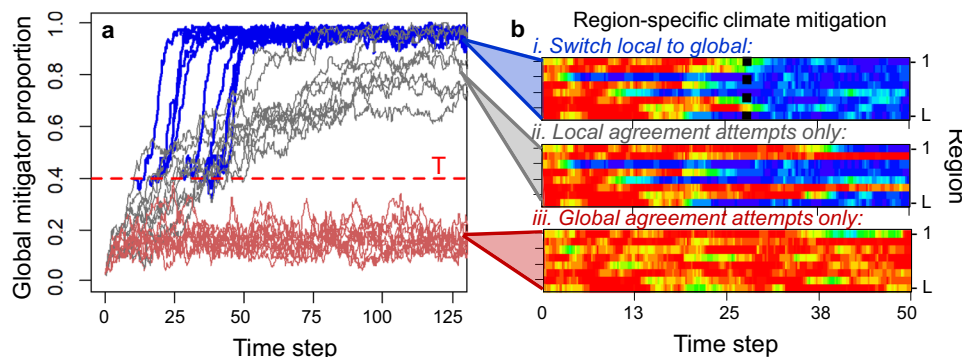 Region-specific climate mitigation
a
b
i. Switch local to global:
ii. Local agreement attempts only:
iii. Global agreement attempts only:
Global mitigator proportion
1.0
0.8
0.6
0.4
0.2
0.0
T
0 25 50 75 100 125
Time step
1
L
1
L
1
L
Region
0 13 25 38 50
Time step